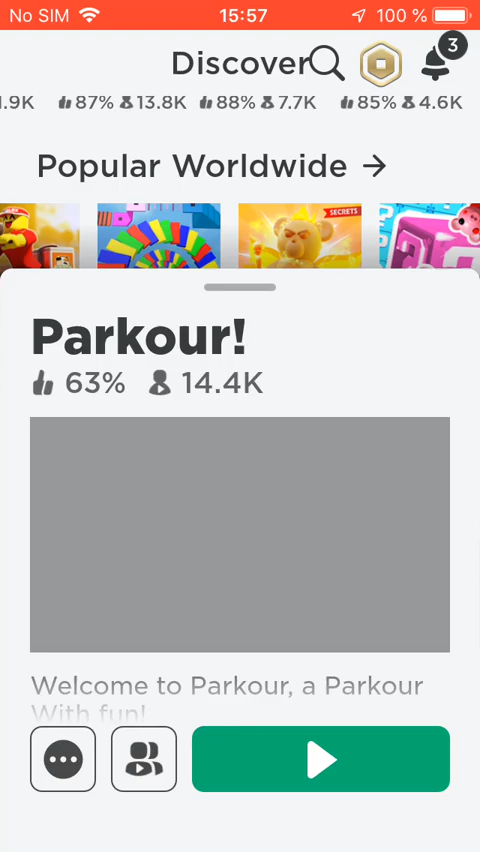 No SIM 15:57 100 %
Discover 3
1.9K 87% 13.8K 88% 7.7K 85% 4.6K
Popular Worldwide →
SECRETS
Parkour!
63% 14.4K
Welcome to Parkour, a Parkour
With fun!